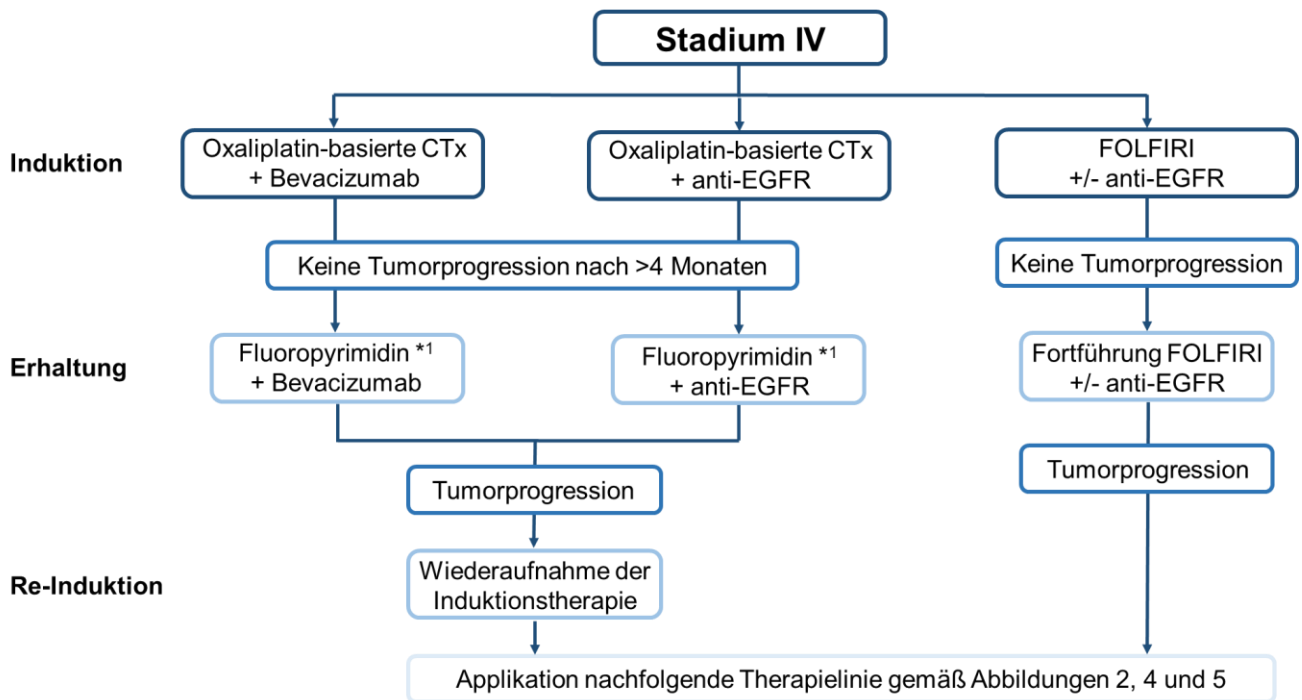 Stadium IV
Induktion
Oxaliplatin-basierte CTx
+ Bevacizumab
Oxaliplatin-basierte CTx
+ anti-EGFR
FOLFIRI
+/- anti-EGFR
Keine Tumorprogression nach >4 Monaten
Keine Tumorprogression
Erhaltung
Fluoropyrimidin *¹
+ Bevacizumab
Fluoropyrimidin *¹
+ anti-EGFR
Fortführung FOLFIRI
+/- anti-EGFR
Tumorprogression
Tumorprogression
Re-Induktion
Wiederaufnahme der
Induktionstherapie
Applikation nachfolgende Therapielinie gemäß Abbildungen 2, 4 und 5